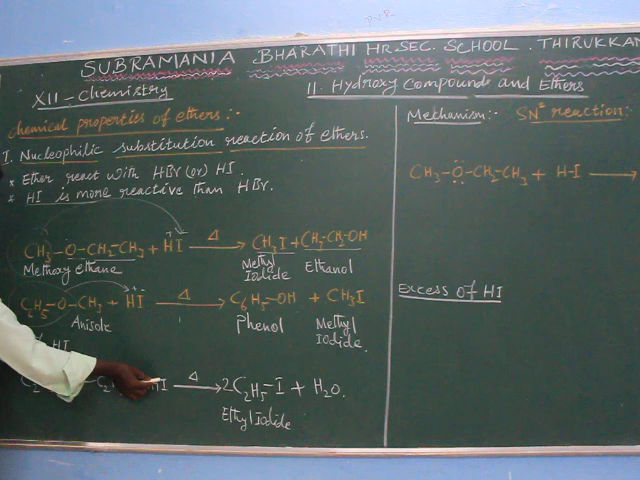 SUBRAMANIA BHARATHI HR.SEC. SCHOOL. THIRUKKAN
XII - Chemistry
11. Hydroxy Compounds and Ethers
Chemical properties of ethers:-
I. Nucleophilic substitution reaction of ethers.
* Ether react with HBr (or) HI.
* HI is more reactive than HBr.
CH₃-O-CH₂-CH₃ + HI —Δ→ CH₃I + CH₃-CH₂-OH
Methoxy ethane Methyl Iodide Ethanol
C₆H₅-O-CH₃ + HI —Δ→ C₆H₅-OH + CH₃I
Anisole Phenol Methyl Iodide.
HI
HI —Δ→ 2C₂H₅-I + H₂O.
Ethyl Iodide
Mechanism:- SN² reaction:
CH₃-O-CH₂-CH₃ + H-I →
Excess of HI